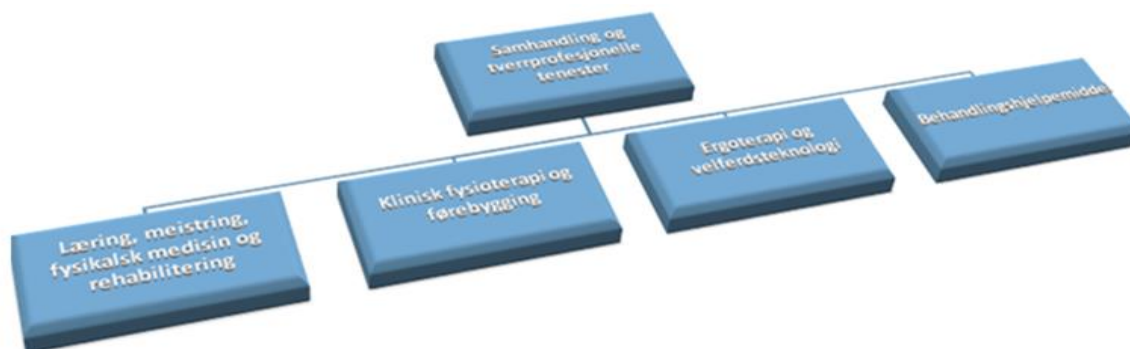 Samhandling og
tverrprofesjonelle
tenester
Læring, meistring,
fysikalsk medisin og
rehabilitering
Klinisk fysioterapi og
førebygging
Ergoterapi og
velferdsteknologi
Behandlingshjelpemiddel